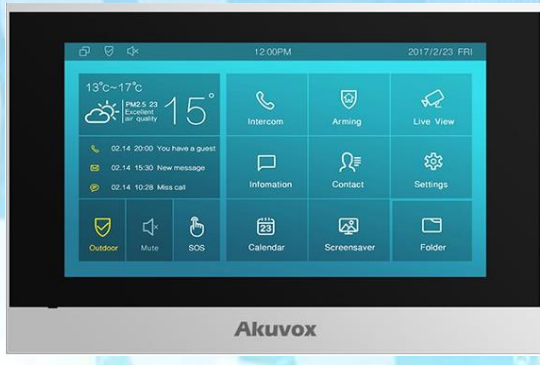 12:00PM
2017/2/23 FRI
13°c~17°c
PM2.5 23
Excellent
air quality
15°
02.14 20:00 You have a guest
02.14 15:30 New message
02.14 10:28 Miss call
Outdoor
Mute
SOS
Intercom
Arming
Live View
Infomation
Contact
Settings
23
Calendar
Screensaver
Folder
Akuvox